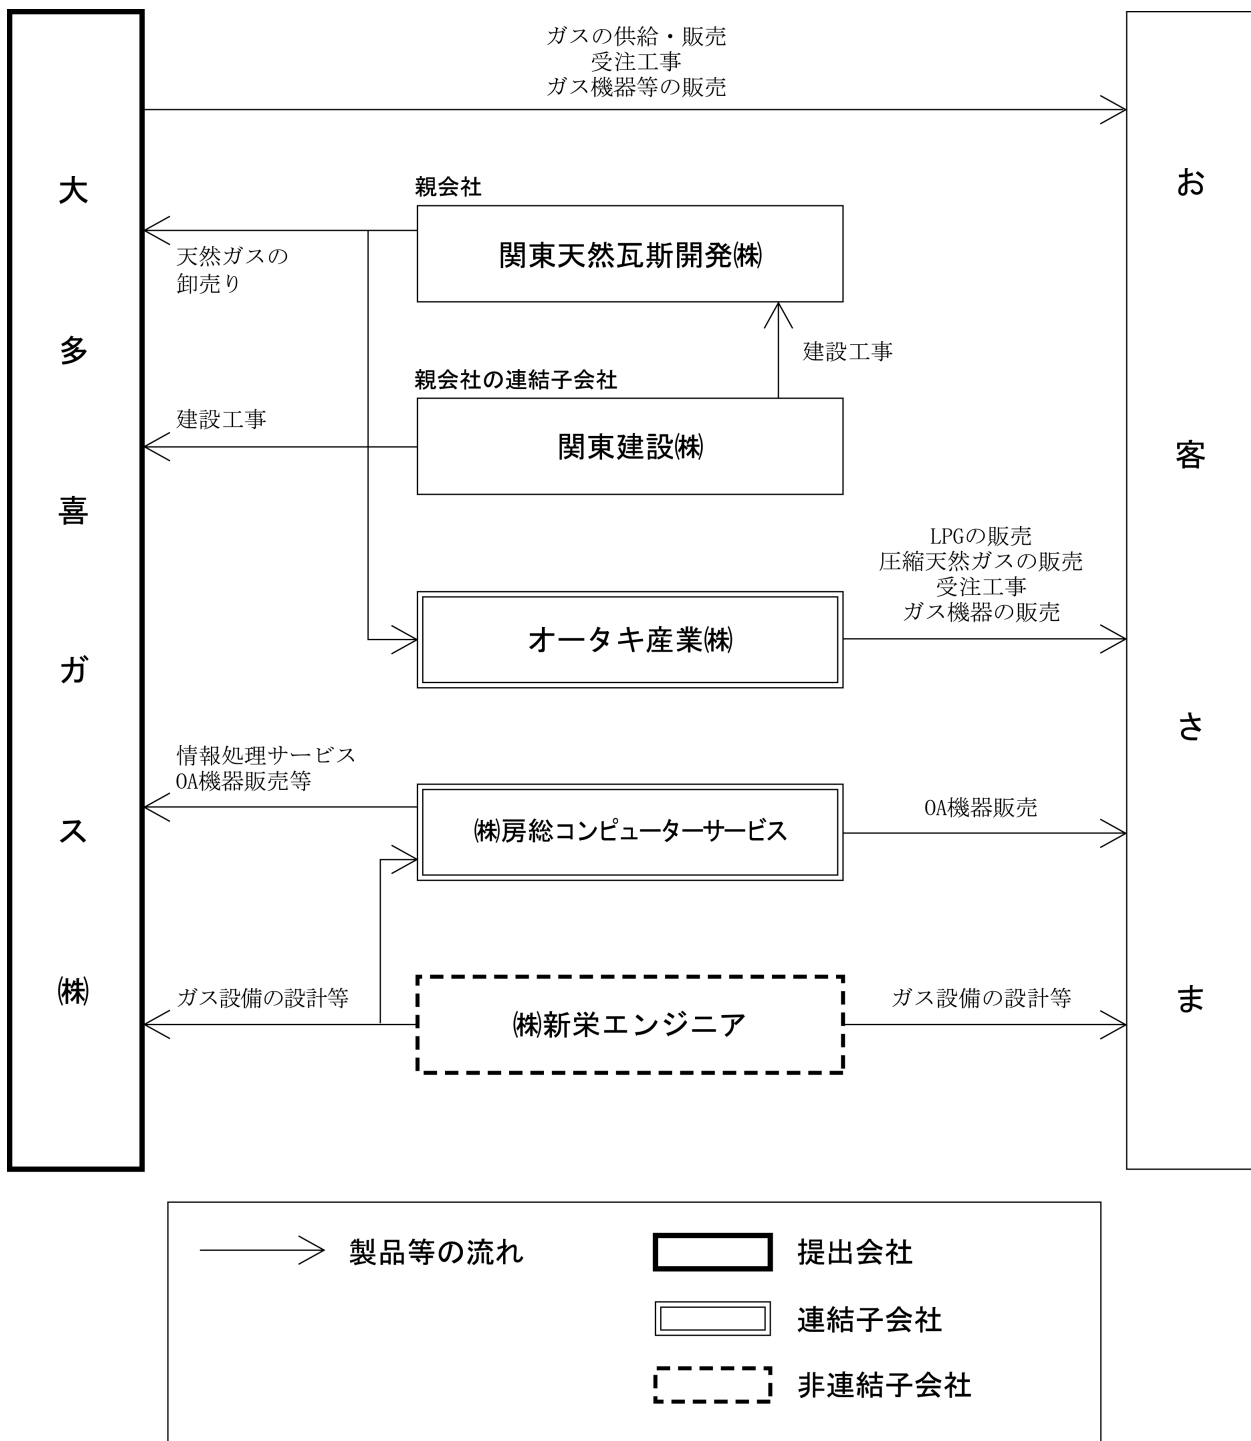 ガスの供給・販売
受注工事
ガス機器等の販売
大多喜ガス㈱
お客さま
親会社
関東天然瓦斯開発㈱
天然ガスの
卸売り
建設工事
親会社の連結子会社
関東建設㈱
建設工事
LPGの販売
圧縮天然ガスの販売
受注工事
ガス機器の販売
オータキ産業㈱
情報処理サービス
OA機器販売等
㈱房総コンピューターサービス
OA機器販売
ガス設備の設計等
㈱新栄エンジニア
ガス設備の設計等
製品等の流れ
提出会社
連結子会社
非連結子会社